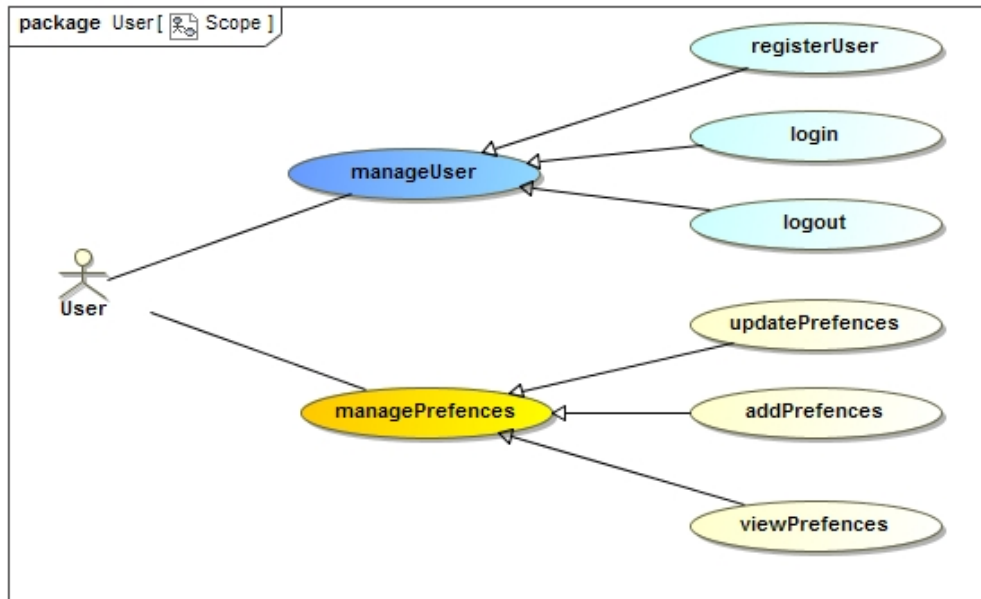 package User[ Scope ]
registerUser
login
manageUser
logout
User
updatePrefences
managePrefences
addPrefences
viewPrefences